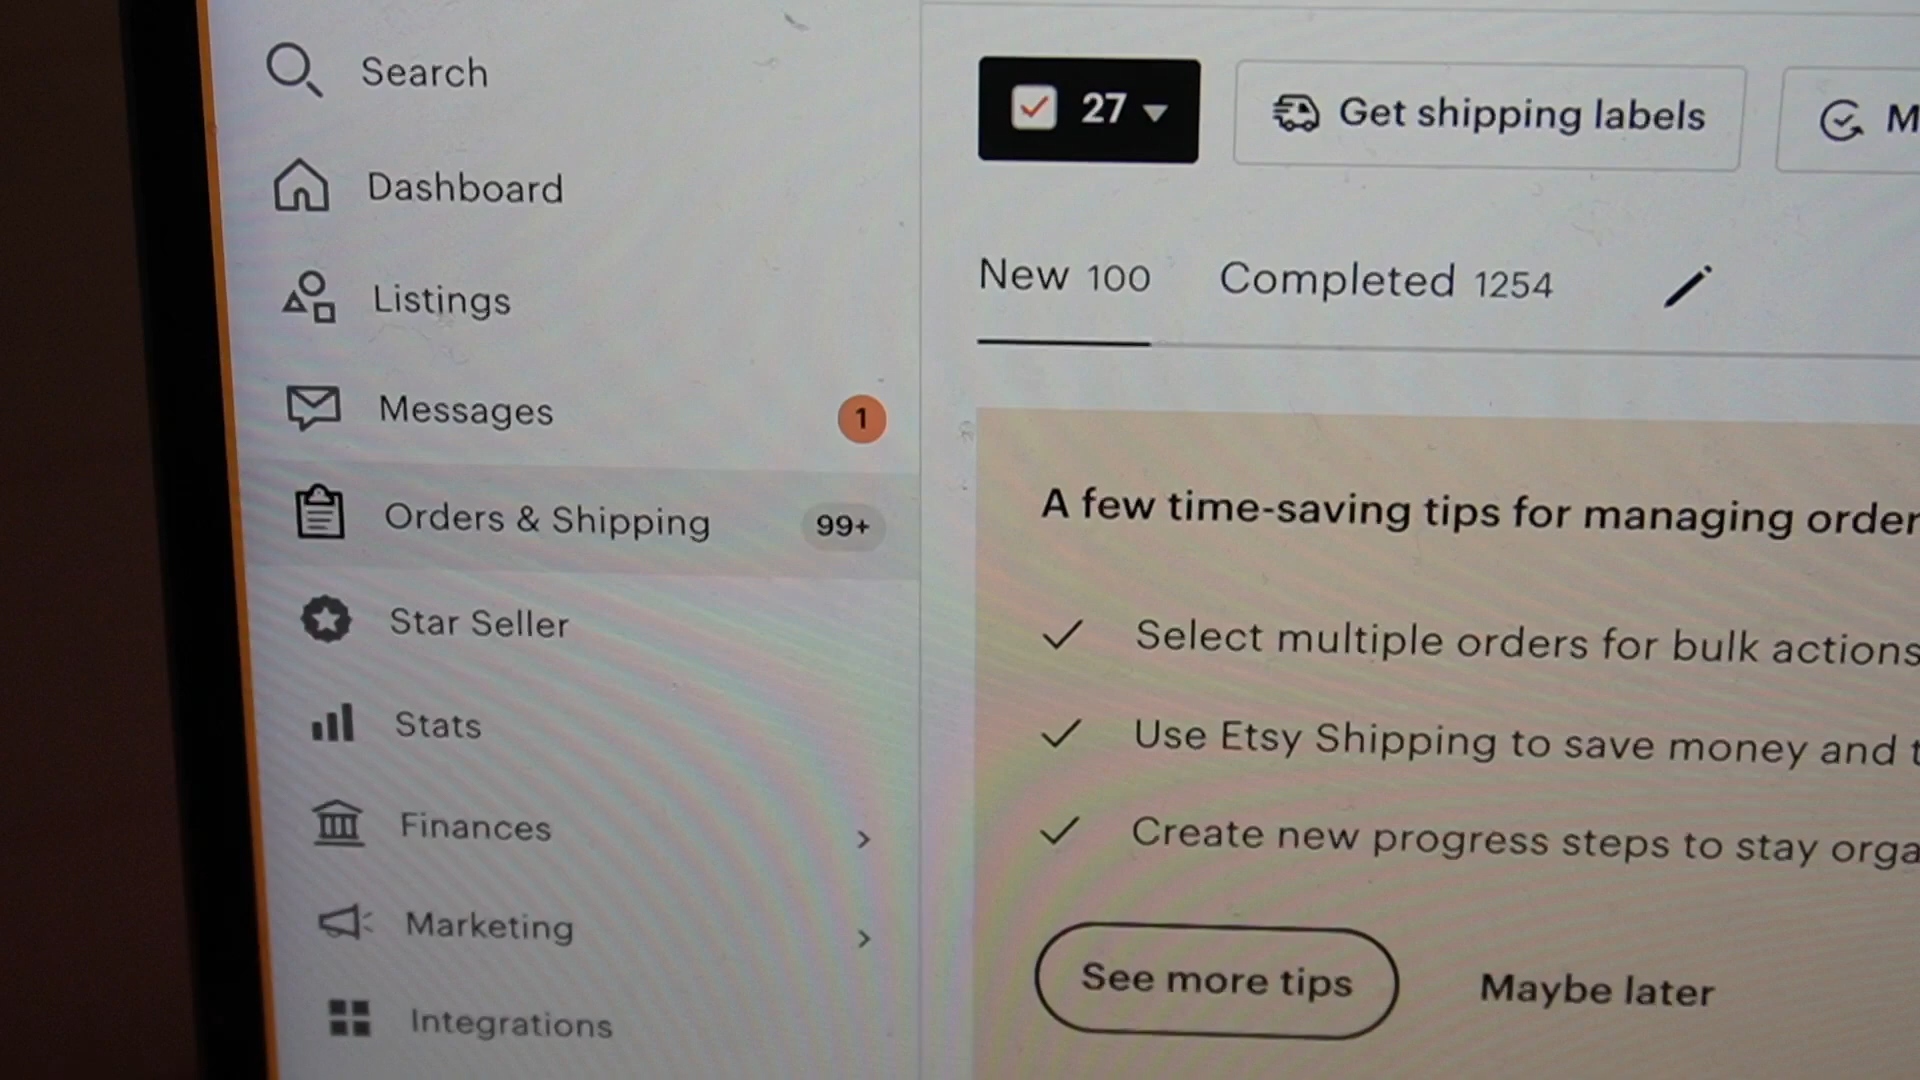 Search
Dashboard
Listings
Messages 1
Orders & Shipping 99+
Star Seller
Stats
Finances
Marketing
Integrations
27
Get shipping labels
M
New 100
Completed 1254
A few time-saving tips for managing order
Select multiple orders for bulk actions
Use Etsy Shipping to save money and t
Create new progress steps to stay orga
See more tips
Maybe later